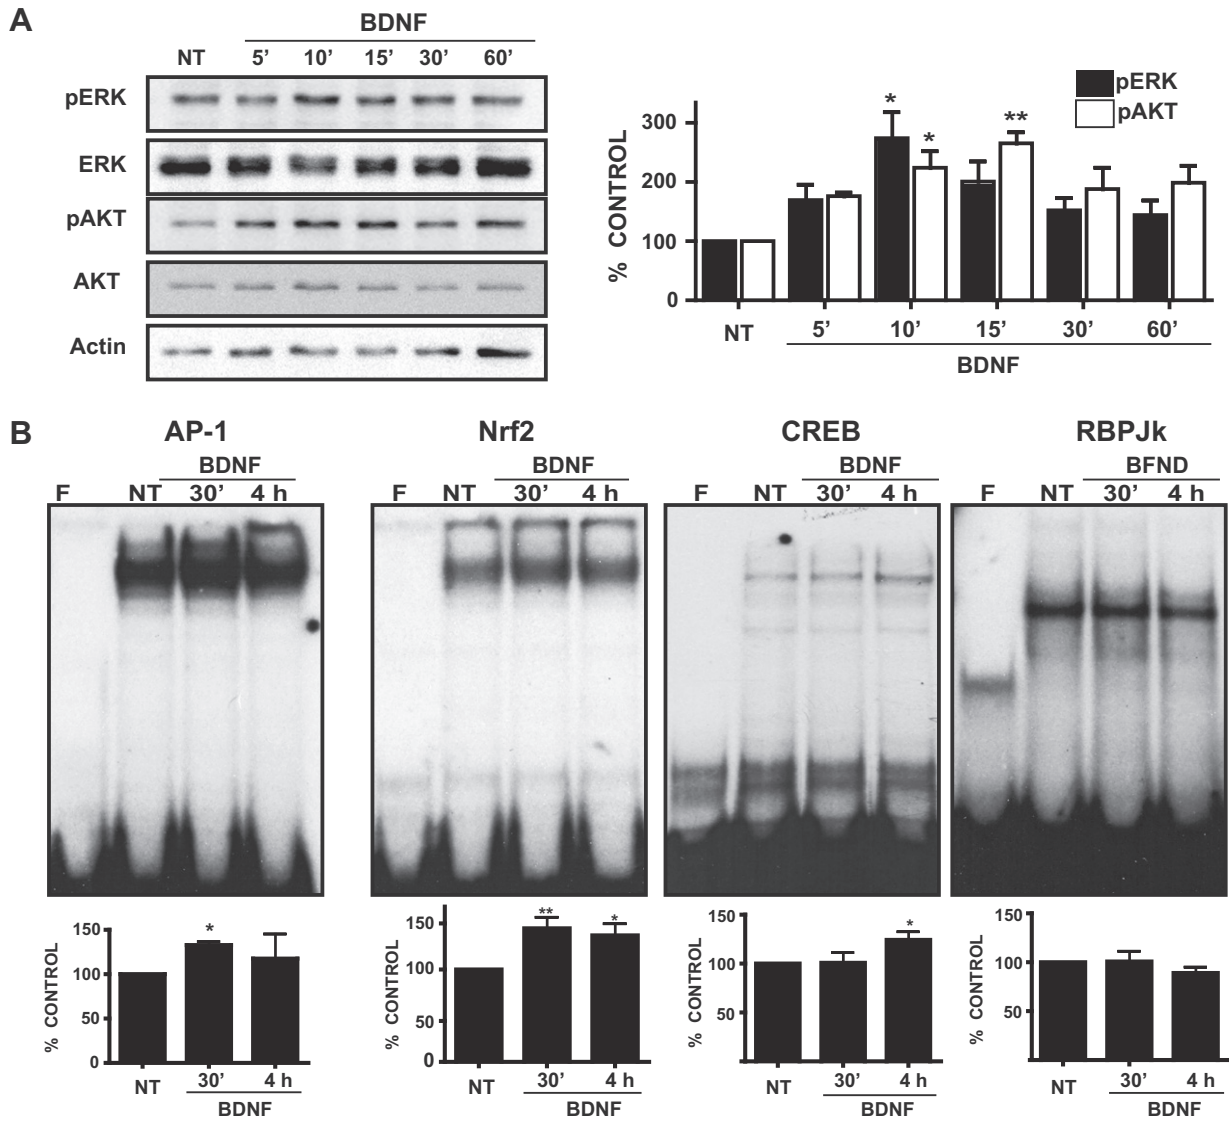 A
BDNF
NT 5’ 10’ 15’ 30’ 60’
pERK
ERK
pAKT
AKT
Actin
pERK
pAKT
% CONTROL
300
200
100
0
* * **
NT 5’ 10’ 15’ 30’ 60’
BDNF
B
AP-1 Nrf2 CREB RBPJk
BDNF BDNF BDNF BFND
F NT 30’ 4 h F NT 30’ 4 h F NT 30’ 4 h F NT 30’ 4 h
% CONTROL
150
100
50
0
*
NT 30’ 4 h
BDNF
% CONTROL
150
100
50
0
** *
NT 30’ 4 h
BDNF
% CONTROL
150
100
50
*
NT 30’ 4 h
BDNF
% CONTROL
150
100
50
NT 30’ 4 h
BDNF